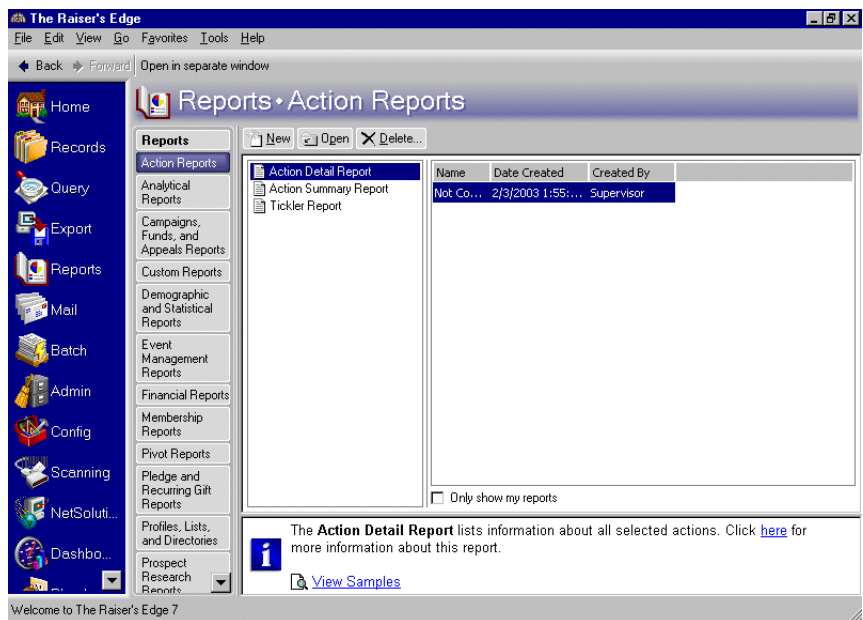 The Raiser's Edge
File Edit View Go Favorites Tools Help
Back Forward Open in separate window
Home
Records
Query
Export
Reports
Mail
Batch
Admin
Config
Scanning
NetSoluti...
Dashbo...
Reports • Action Reports
Reports
Action Reports
Analytical
Reports
Campaigns,
Funds, and
Appeals Reports
Custom Reports
Demographic
and Statistical
Reports
Event
Management
Reports
Financial Reports
Membership
Reports
Pivot Reports
Pledge and
Recurring Gift
Reports
Profiles, Lists,
and Directories
Prospect
Research
Reports
New Open Delete...
Action Detail Report
Action Summary Report
Tickler Report
Name Date Created Created By
Not Co... 2/3/2003 1:55:... Supervisor
Only show my reports
The Action Detail Report lists information about all selected actions. Click here for
more information about this report.
View Samples
Welcome to The Raiser's Edge 7